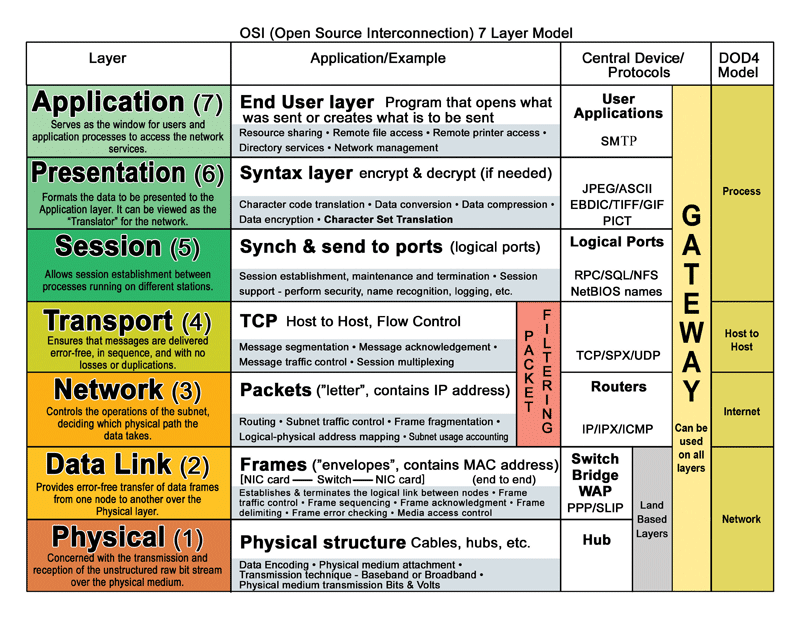 OSI (Open Source Interconnection) 7 Layer Model
Layer
Application/Example
Central Device/
Protocols
DOD4
Model
Application (7)
Serves as the window for users and
application processes to access the network
services.
End User layer Program that opens what
was sent or creates what is to be sent
Resource sharing • Remote file access • Remote printer access •
Directory services • Network management
User
Applications
SMTP
Presentation (6)
Formats the data to be presented to the
Application layer. It can be viewed as the
"Translator" for the network.
Syntax layer encrypt & decrypt (if needed)
Character code translation • Data conversion • Data compression •
Data encryption • Character Set Translation
JPEG/ASCII
EBDIC/TIFF/GIF
PICT
Process
Session (5)
Allows session establishment between
processes running on different stations.
Synch & send to ports (logical ports)
Session establishment, maintenance and termination • Session
support - perform security, name recognition, logging, etc.
Logical Ports
RPC/SQL/NFS
NetBIOS names
Transport (4)
Ensures that messages are delivered
error-free, in sequence, and with no
losses or duplications.
TCP Host to Host, Flow Control
Message segmentation • Message acknowledgement •
Message traffic control • Session multiplexing
PACKET
FILTERING
TCP/SPX/UDP
Host to
Host
Network (3)
Controls the operations of the subnet,
deciding which physical path the
data takes.
Packets ("letter", contains IP address)
Routing • Subnet traffic control • Frame fragmentation •
Logical-physical address mapping • Subnet usage accounting
Routers
IP/IPX/ICMP
Internet
GATEWAY
Can be
used
on all
layers
Data Link (2)
Provides error-free transfer of data frames
from one node to another over the
Physical layer.
Frames ("envelopes", contains MAC address)
[NIC card —— Switch —— NIC card] (end to end)
Establishes & terminates the logical link between nodes • Frame
traffic control • Frame sequencing • Frame acknowledgment • Frame
delimiting • Frame error checking • Media access control
Switch
Bridge
WAP
PPP/SLIP
Land
Based
Layers
Network
Physical (1)
Concerned with the transmission and
reception of the unstructured raw bit stream
over the physical medium.
Physical structure Cables, hubs, etc.
Data Encoding • Physical medium attachment •
Transmission technique - Baseband or Broadband •
Physical medium transmission Bits & Volts
Hub